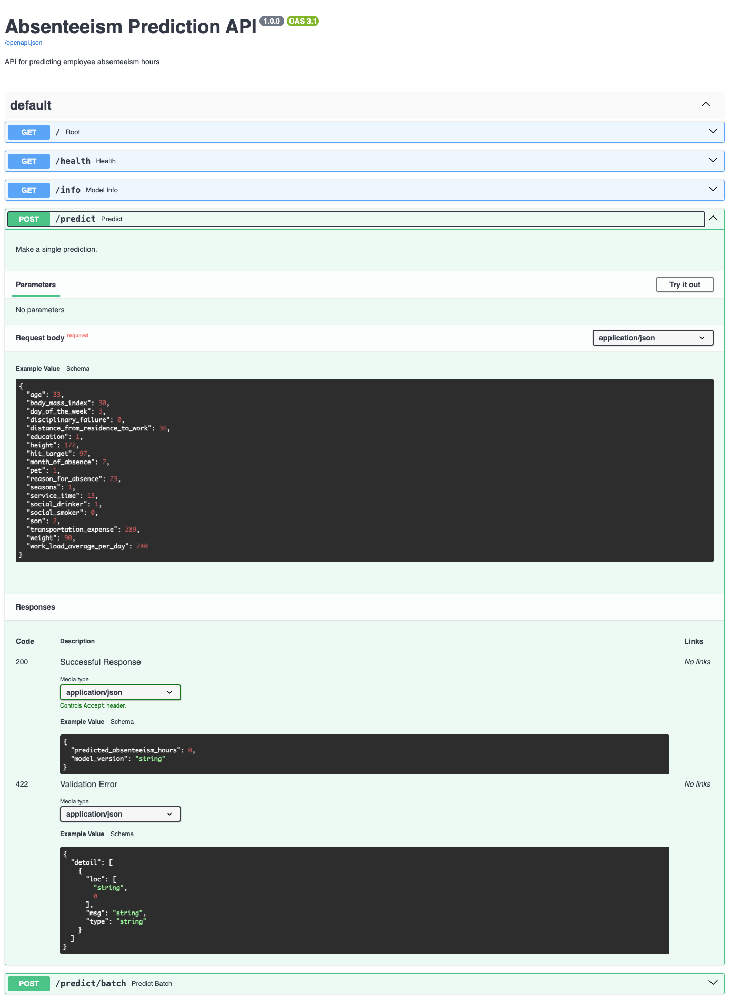 Absenteeism Prediction API 1.0.0 OAS 3.1
/openapi.json
API for predicting employee absenteeism hours
default
GET / Root
GET /health Health
GET /info Model Info
POST /predict Predict
Make a single prediction.
Parameters Try it out
No parameters
Request body required application/json
Example Value Schema
{
  "age": 33,
  "body_mass_index": 30,
  "day_of_the_week": 3,
  "disciplinary_failure": 0,
  "distance_from_residence_to_work": 36,
  "education": 1,
  "height": 172,
  "hit_target": 97,
  "month_of_absence": 7,
  "pet": 1,
  "reason_for_absence": 23,
  "seasons": 1,
  "service_time": 13,
  "social_drinker": 1,
  "social_smoker": 0,
  "son": 2,
  "transportation_expense": 289,
  "weight": 90,
  "work_load_average_per_day": 240
}
Responses
Code Description Links
200 Successful Response No links
Media type
application/json
Controls Accept header.
Example Value Schema
{
  "predicted_absenteeism_hours": 0,
  "model_version": "string"
}
422 Validation Error No links
Media type
application/json
Example Value Schema
{
  "detail": [
    {
      "loc": [
        "string",
        0
      ],
      "msg": "string",
      "type": "string"
    }
  ]
}
POST /predict/batch Predict Batch